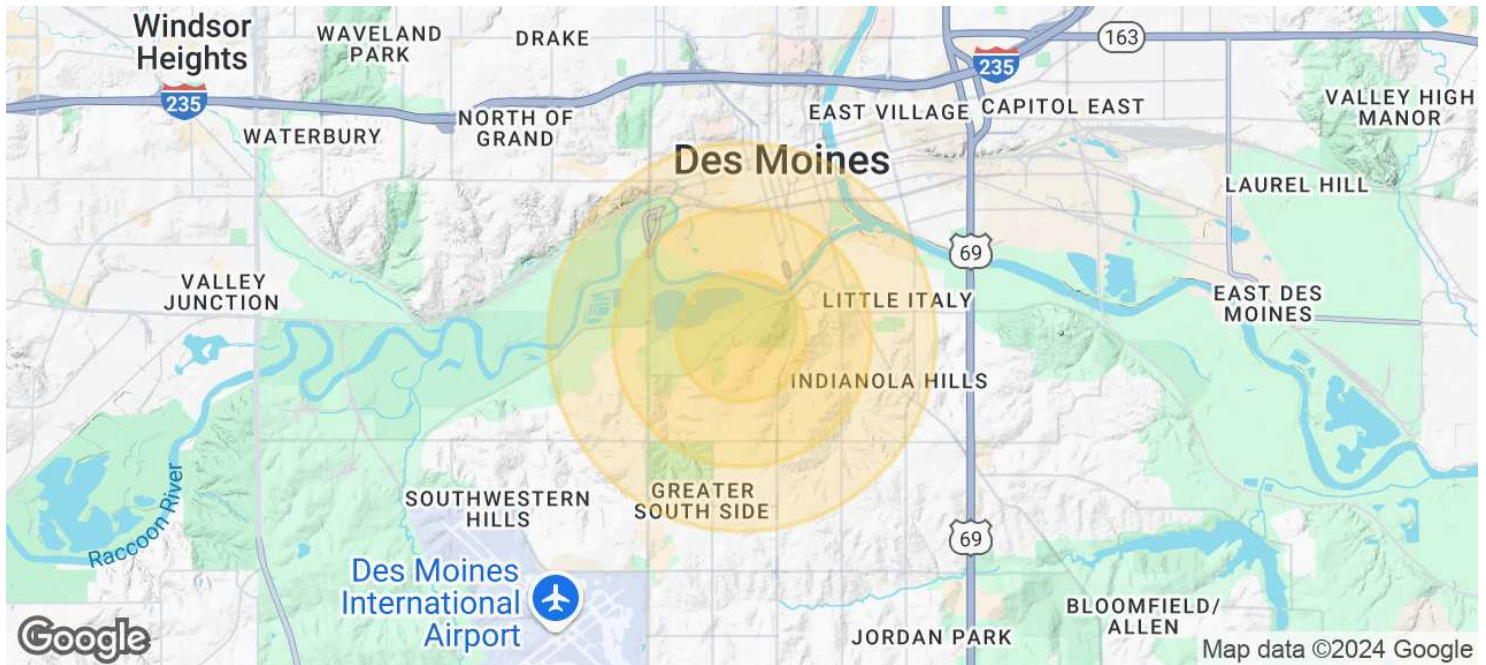 Windsor
Heights
WAVELAND
PARK
DRAKE
163
235
235
NORTH OF
GRAND
EAST VILLAGE
CAPITOL EAST
VALLEY HIGH
MANOR
WATERBURY
Des Moines
LAUREL HILL
69
VALLEY
JUNCTION
LITTLE ITALY
EAST DES
MOINES
INDIANOLA HILLS
Raccoon River
SOUTHWESTERN
HILLS
GREATER
SOUTH SIDE
69
Des Moines
International
Airport
BLOOMFIELD/
ALLEN
JORDAN PARK
Google
Map data ©2024 Google